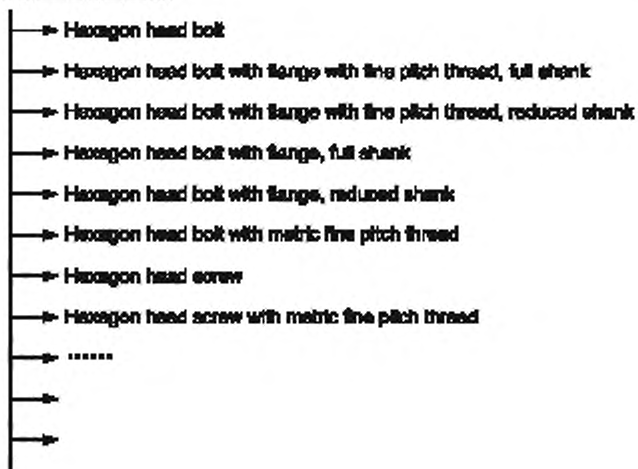 Hexagon head bolt
Hexagon head bolt with flange with fine pitch thread, full shank
Hexagon head bolt with flange with fine pitch thread, reduced shank
Hexagon head bolt with flange, full shank
Hexagon head bolt with flange, reduced shank
Hexagon head bolt with metric fine pitch thread
Hexagon head screw
Hexagon head screw with metric fine pitch thread
......